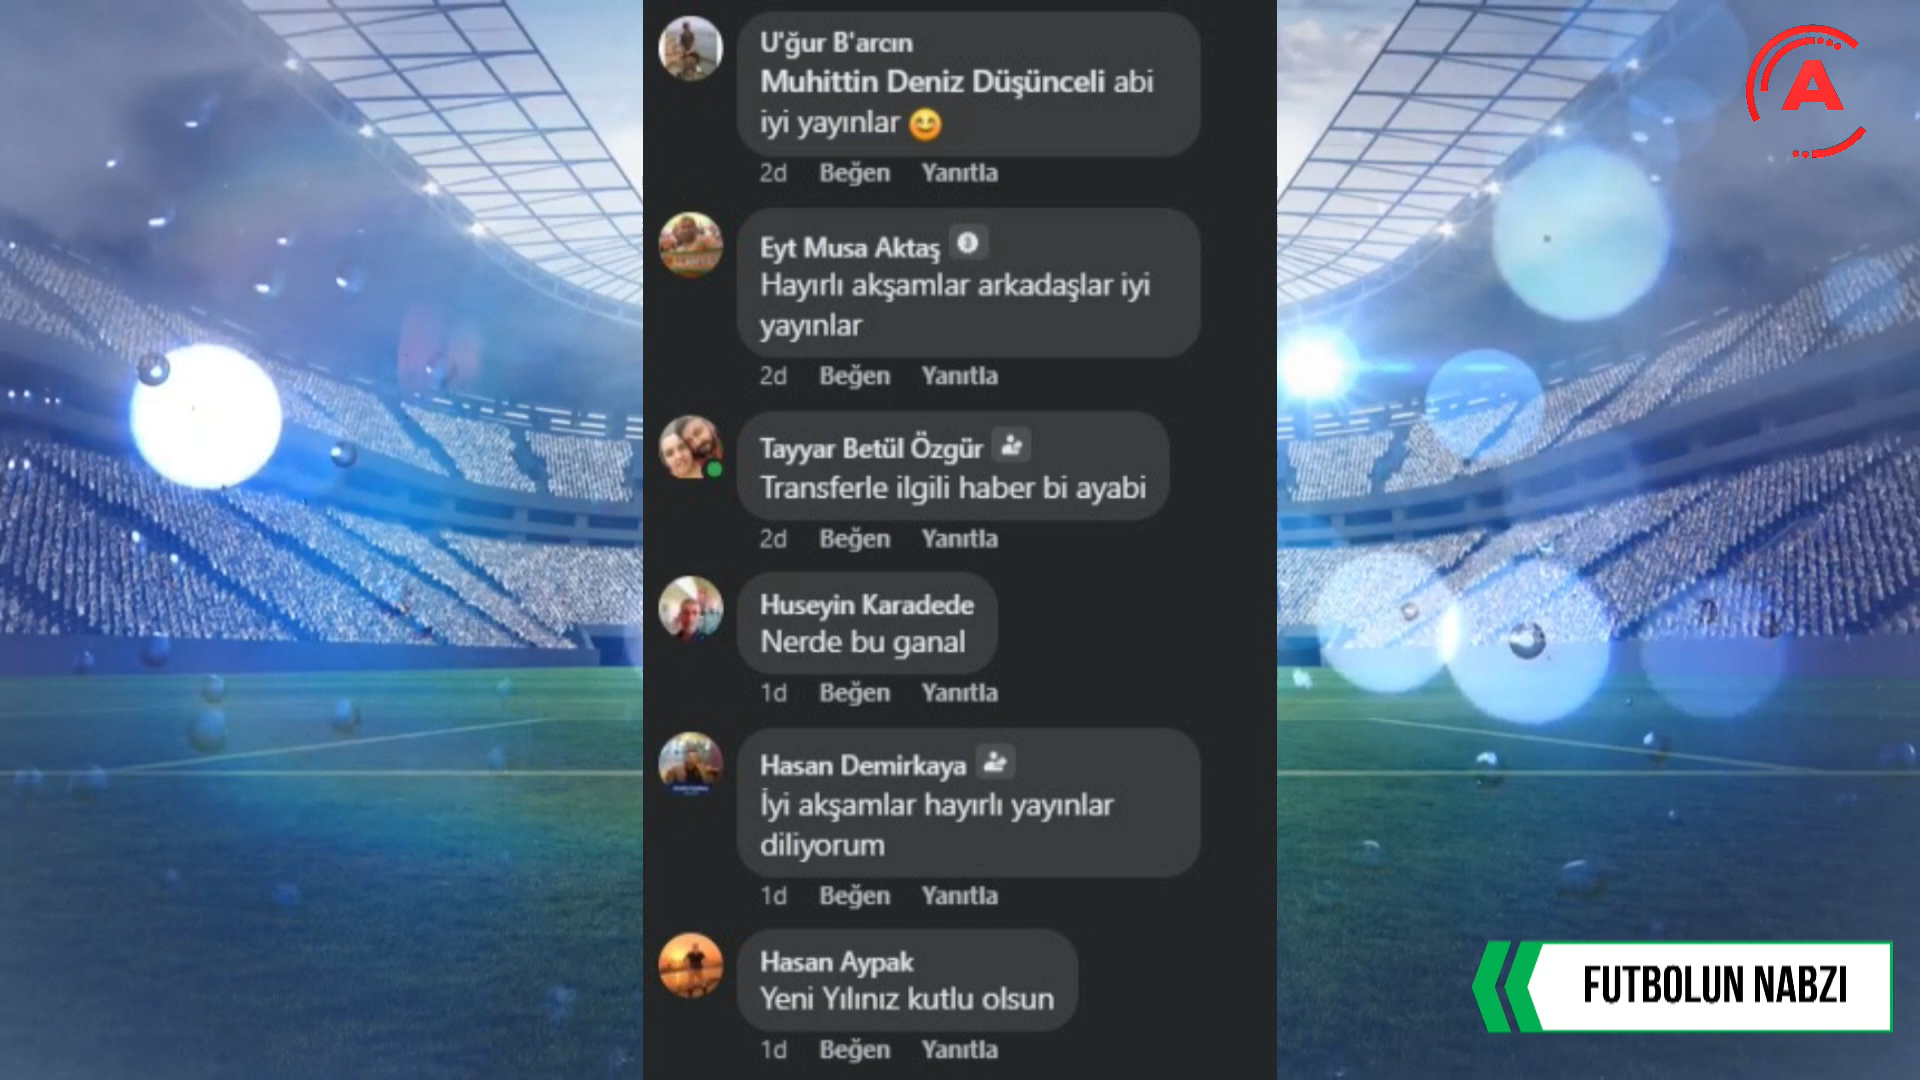 U'ğur B'arcın
Muhittin Deniz Düşünceli abi
iyi yayınlar 😊
2d Beğen Yanıtla
Eyt Musa Aktaş
Hayırlı akşamlar arkadaşlar iyi
yayınlar
2d Beğen Yanıtla
Tayyar Betül Özgür
Transferle ilgili haber bi ayabi
2d Beğen Yanıtla
Huseyin Karadede
Nerde bu ganal
1d Beğen Yanıtla
Hasan Demirkaya
İyi akşamlar hayırlı yayınlar
diliyorum
1d Beğen Yanıtla
Hasan Aypak
Yeni Yılınız kutlu olsun
1d Beğen Yanıtla
A
FUTBOLUN NABZI